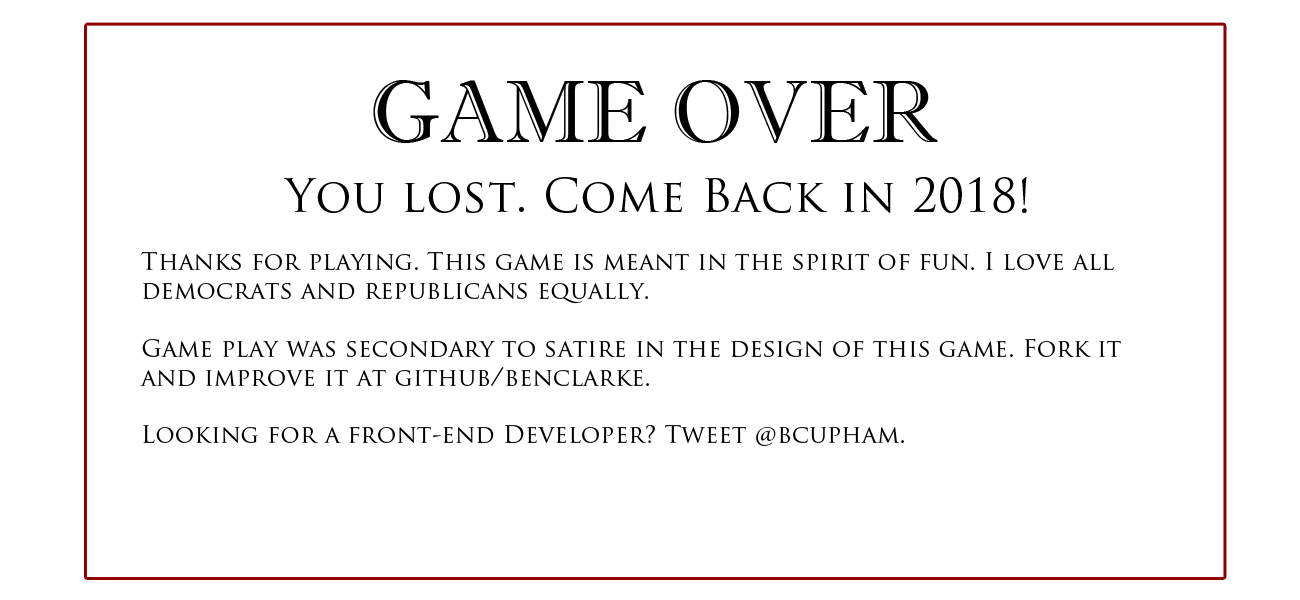 GAME OVER
You lost. Come Back in 2018!
Thanks for playing. This game is meant in the spirit of fun. I love all
democrats and republicans equally.
Game play was secondary to satire in the design of this game. Fork it
and improve it at github/benclarke.
Looking for a front-end Developer? Tweet @bcupham.